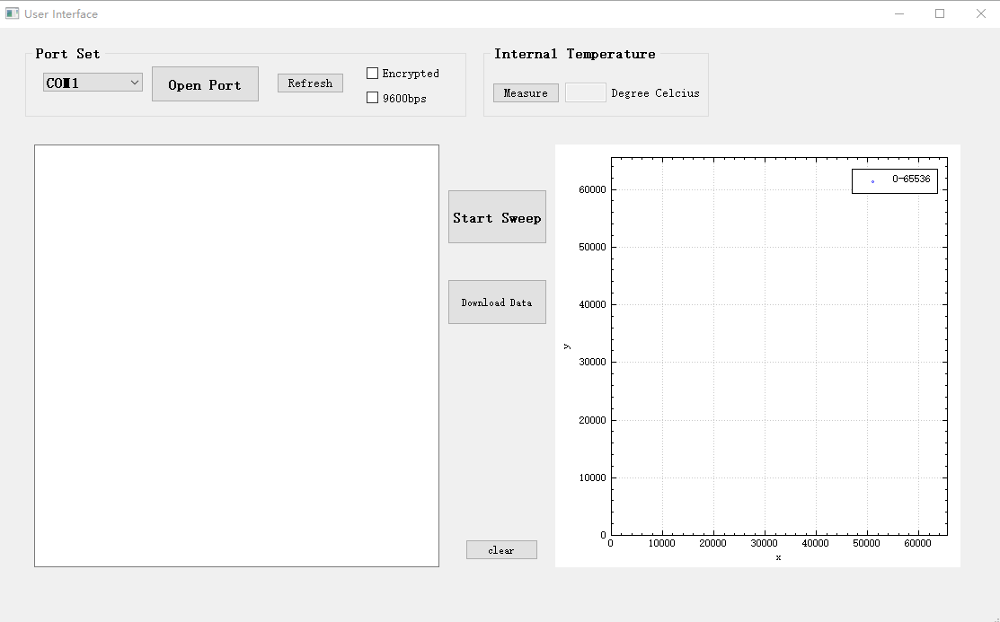 User Interface
Port Set
COM1
Open Port
Refresh
Encrypted
9600bps
Internal Temperature
Measure
Degree Celcius
Start Sweep
Download Data
clear
0-65536
60000
50000
40000
30000
20000
10000
0
y
0 10000 20000 30000 40000 50000 60000
x